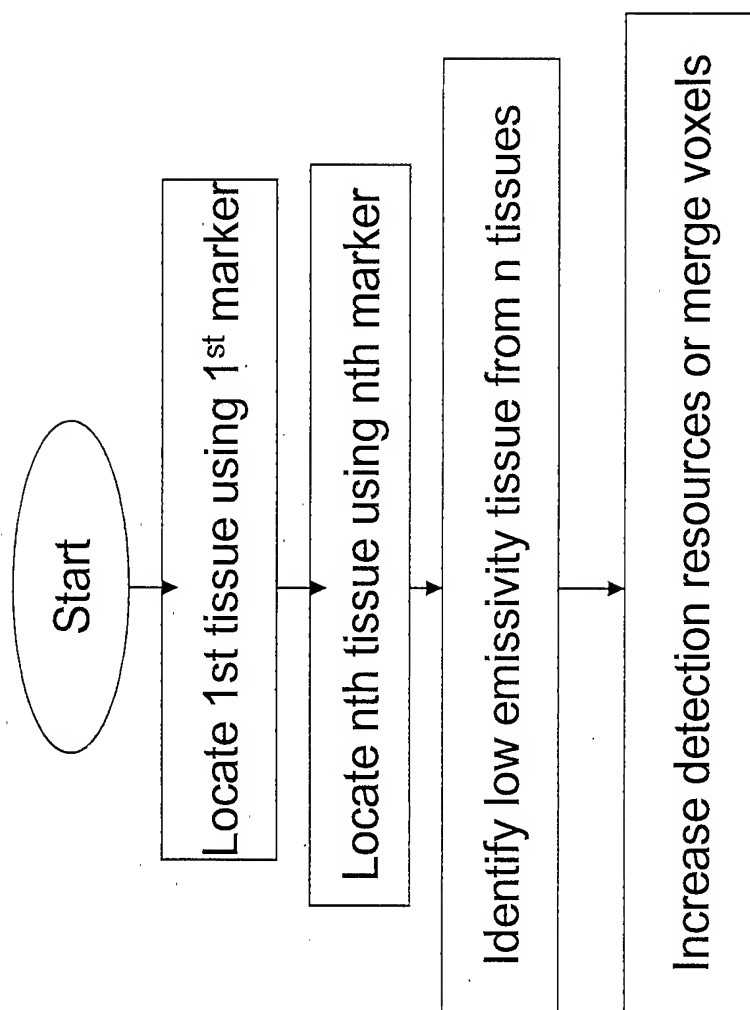 Start
Locate 1st tissue using 1st marker
Locate nth tissue using nth marker
Identify low emissivity tissue from n tissues
Increase detection resources or merge voxels